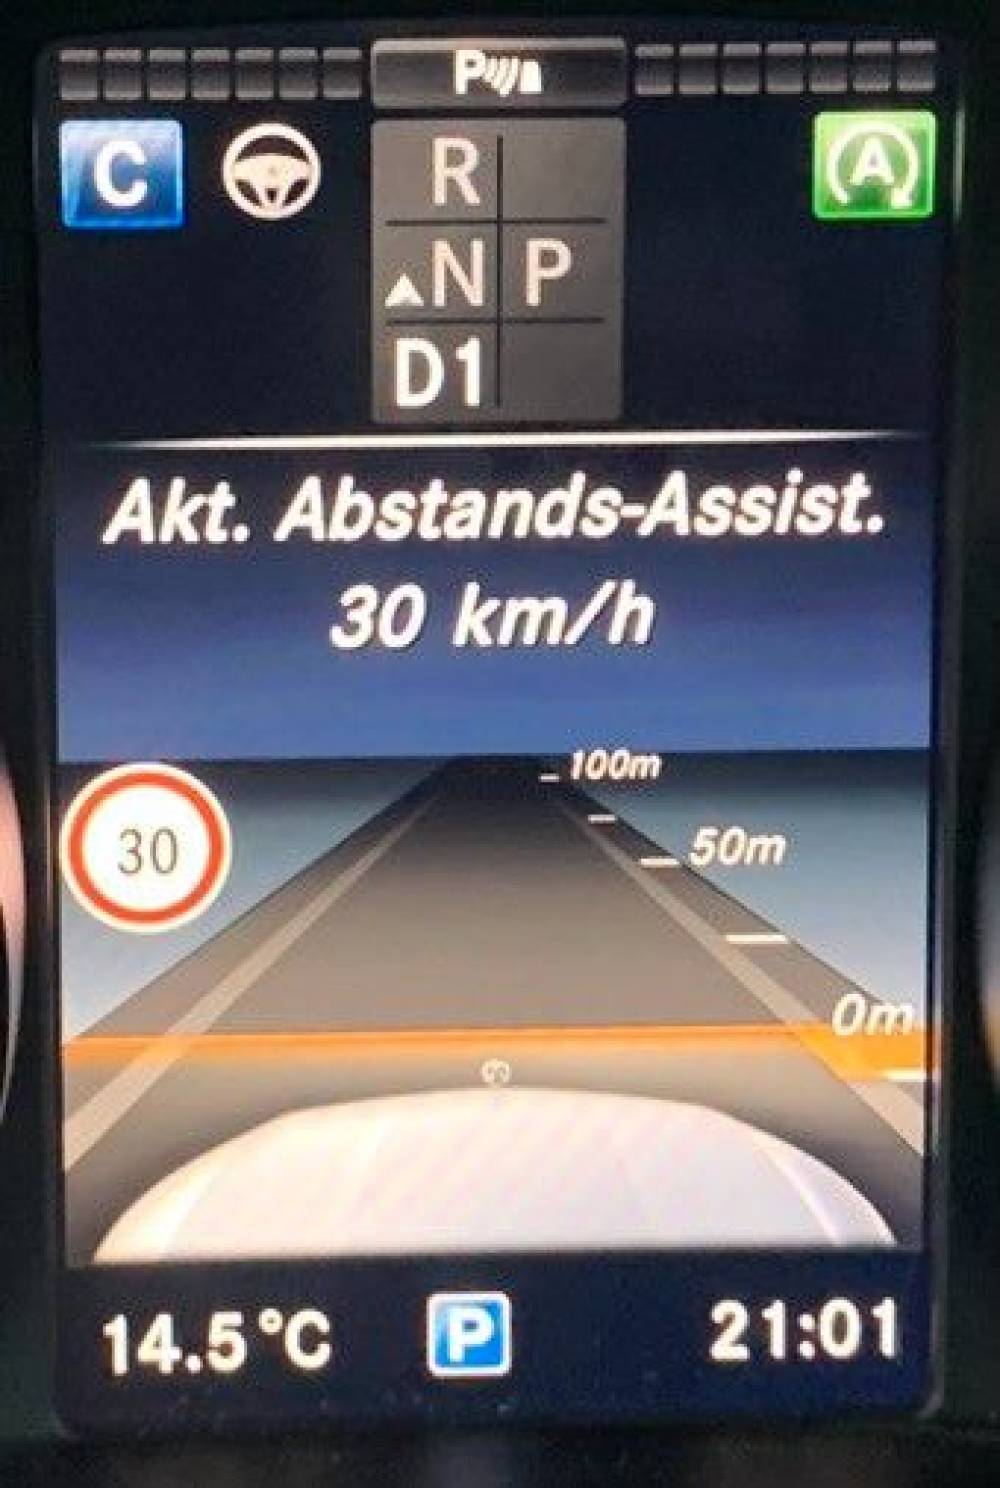 P
C
A
R
N P
D1
Akt. Abstands-Assist.
30 km/h
100m
30
50m
0m
14.5°C P 21:01